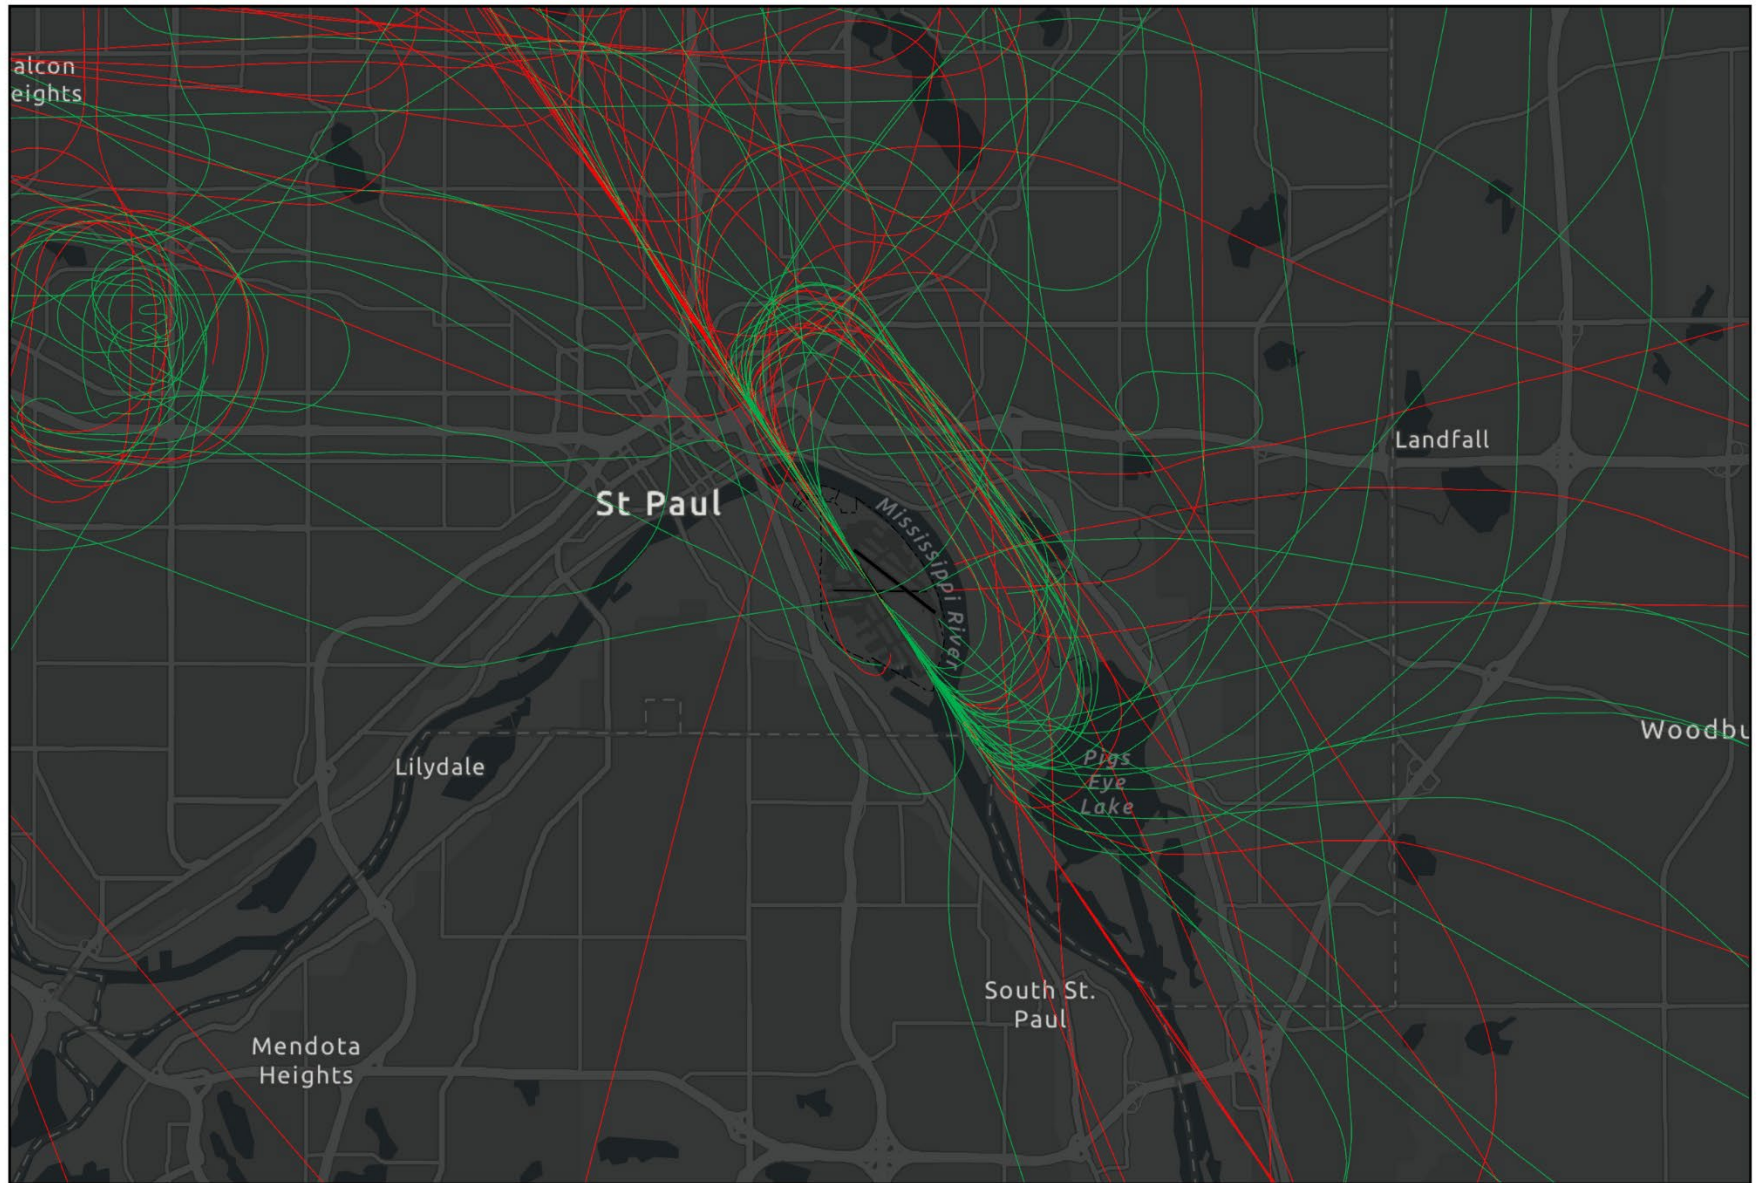 alcon
eights
Landfall
St Paul
Mississippi River
Woodbu
Lilydale
Pigs
Eye
Lake
South St.
Paul
Mendota
Heights